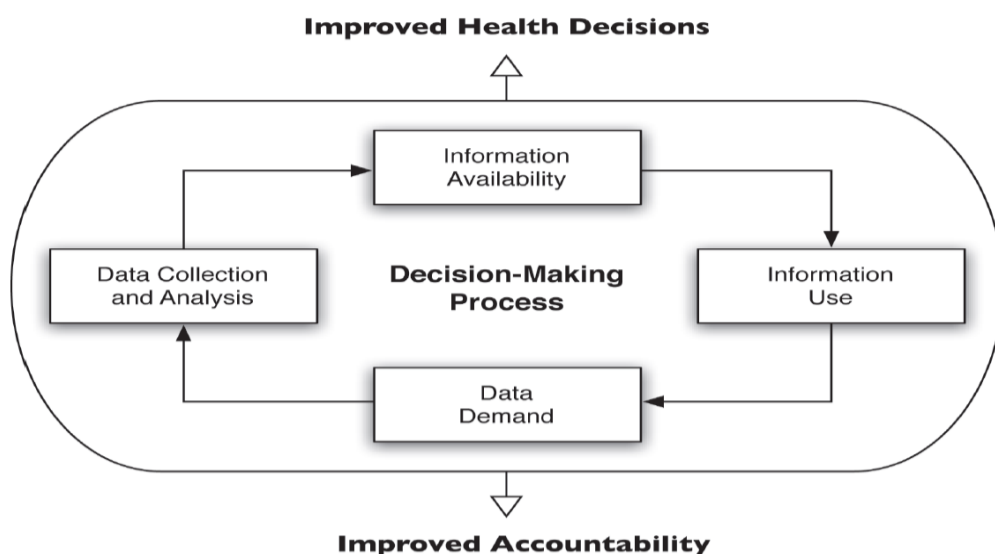 Improved Health Decisions
Information
Availability
Data Collection
and Analysis
Decision-Making
Process
Information
Use
Data
Demand
Improved Accountability